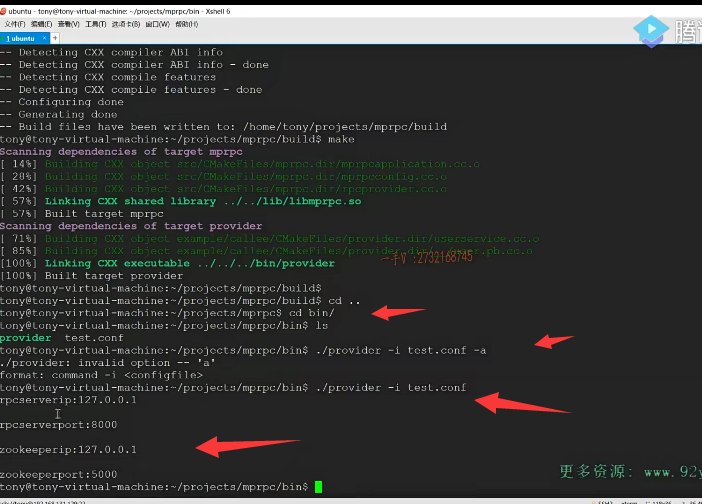 ubuntu - tony@tony-virtual-machine: ~/projects/mprpc/bin - Xshell 6
文件(F) 编辑(E) 查看(V) 工具(T) 选项卡(B) 窗口(W) 帮助(H)
1 ubuntu × +
-- Detecting CXX compiler ABI info
-- Detecting CXX compiler ABI info - done
-- Detecting CXX compile features
-- Detecting CXX compile features - done
-- Configuring done
-- Generating done
-- Build files have been written to: /home/tony/projects/mprpc/build
tony@tony-virtual-machine:~/projects/mprpc/build$ make
Scanning dependencies of target mprpc
[ 14%] Building CXX object src/CMakeFiles/mprpc.dir/mprpcapplication.cc.o
[ 28%] Building CXX object src/CMakeFiles/mprpc.dir/mprpcconfig.cc.o
[ 42%] Building CXX object src/CMakeFiles/mprpc.dir/rpcprovider.cc.o
[ 57%] Linking CXX shared library ../../lib/libmprpc.so
[ 57%] Built target mprpc
Scanning dependencies of target provider
[ 71%] Building CXX object example/callee/CMakeFiles/provider.dir/userservice.cc.o
[ 85%] Building CXX object example/callee/CMakeFiles/provider.dir/__/user.pb.cc.o
[100%] Linking CXX executable ../../../bin/provider
一手V :2732168745
[100%] Built target provider
tony@tony-virtual-machine:~/projects/mprpc/build$
tony@tony-virtual-machine:~/projects/mprpc/build$ cd ..
tony@tony-virtual-machine:~/projects/mprpc$ cd bin/
tony@tony-virtual-machine:~/projects/mprpc/bin$ ls
provider test.conf
tony@tony-virtual-machine:~/projects/mprpc/bin$ ./provider -i test.conf -a
./provider: invalid option -- 'a'
format: command -i <configfile>
tony@tony-virtual-machine:~/projects/mprpc/bin$ ./provider -i test.conf
rpcserverip:127.0.0.1
rpcserverport:8000
zookeeperip:127.0.0.1
更多资源: www.92y
zookeeperport:5000
tony@tony-virtual-machine:~/projects/mprpc/bin$